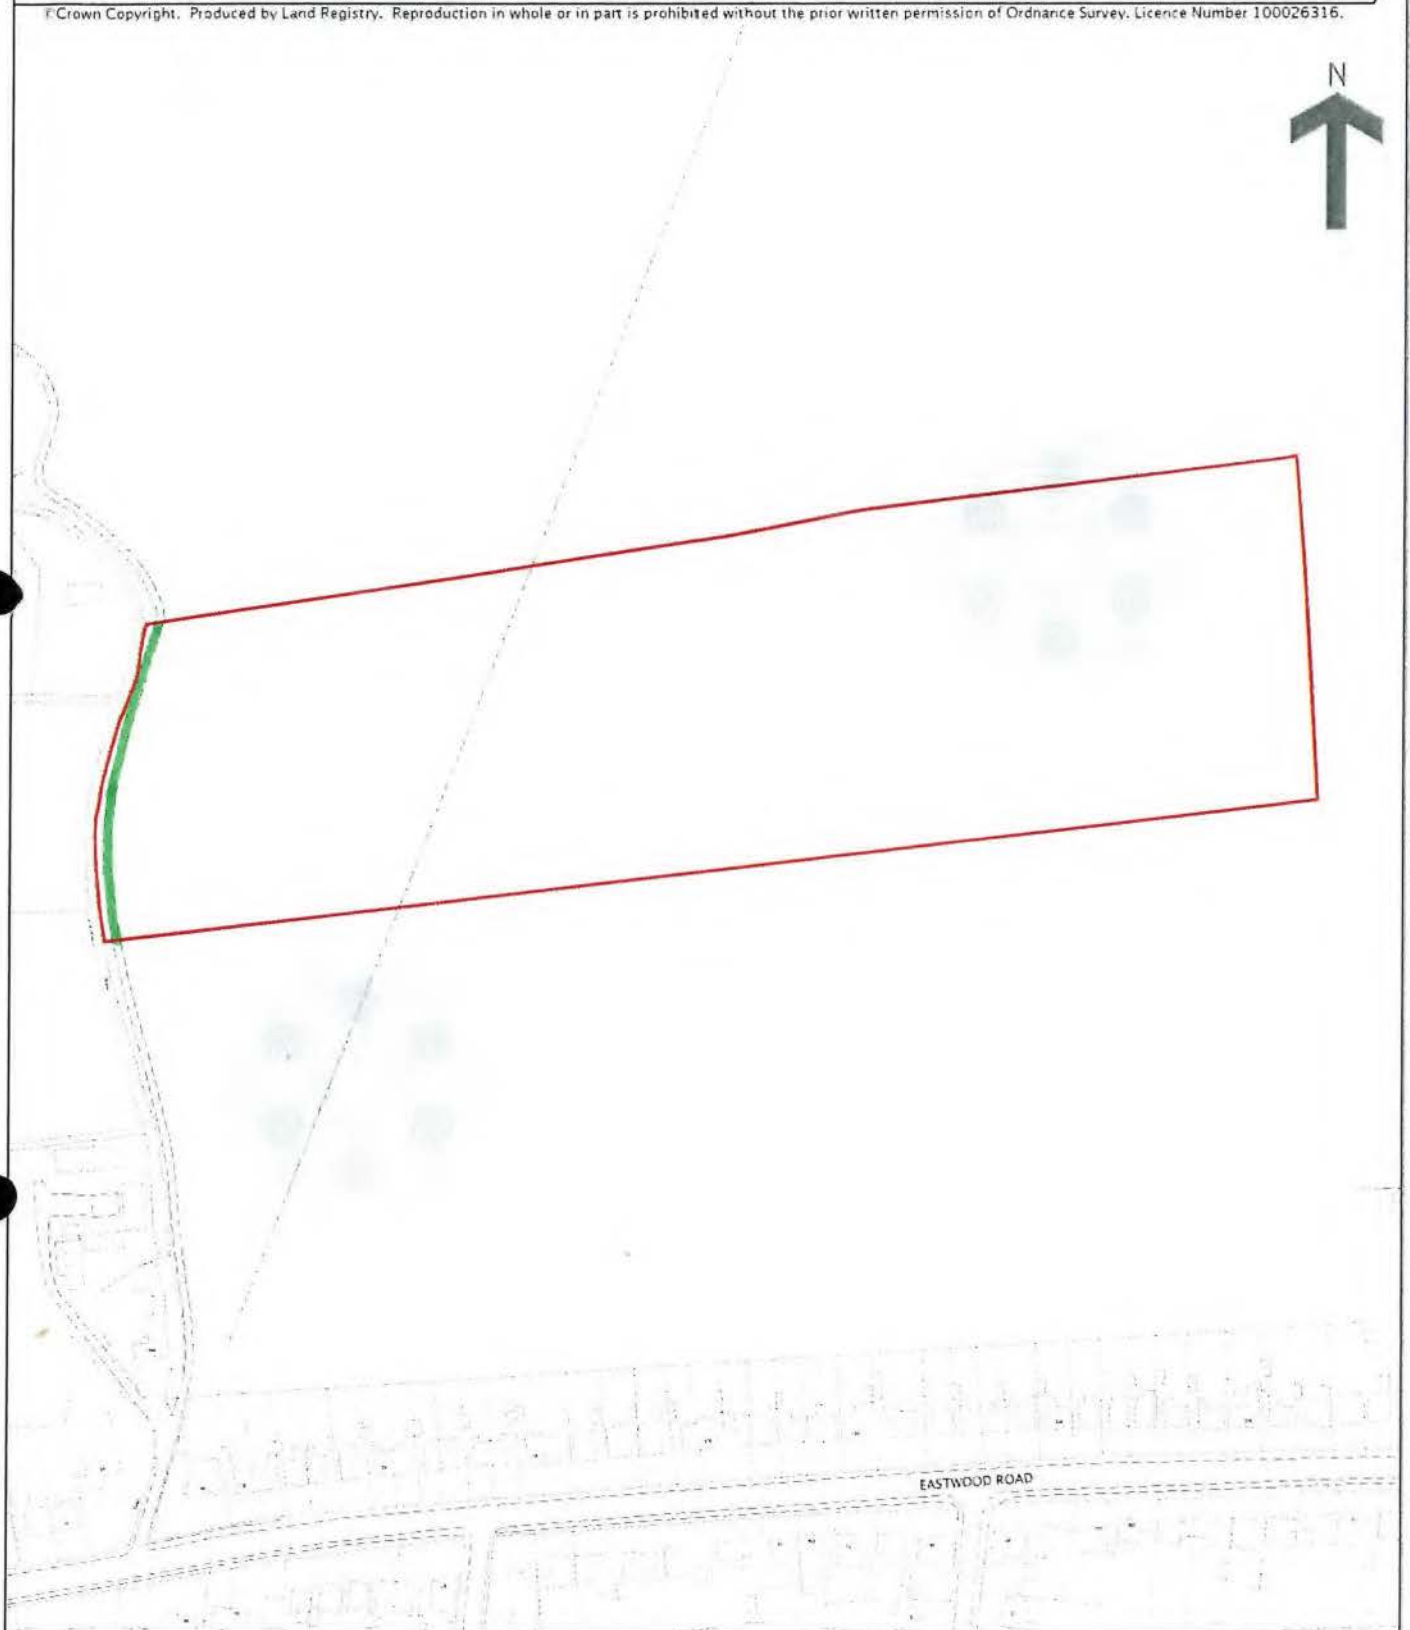 ©Crown Copyright. Produced by Land Registry. Reproduction in whole or in part is prohibited without the prior written permission of Ordnance Survey. Licence Number 100026316.
N
EASTWOOD ROAD